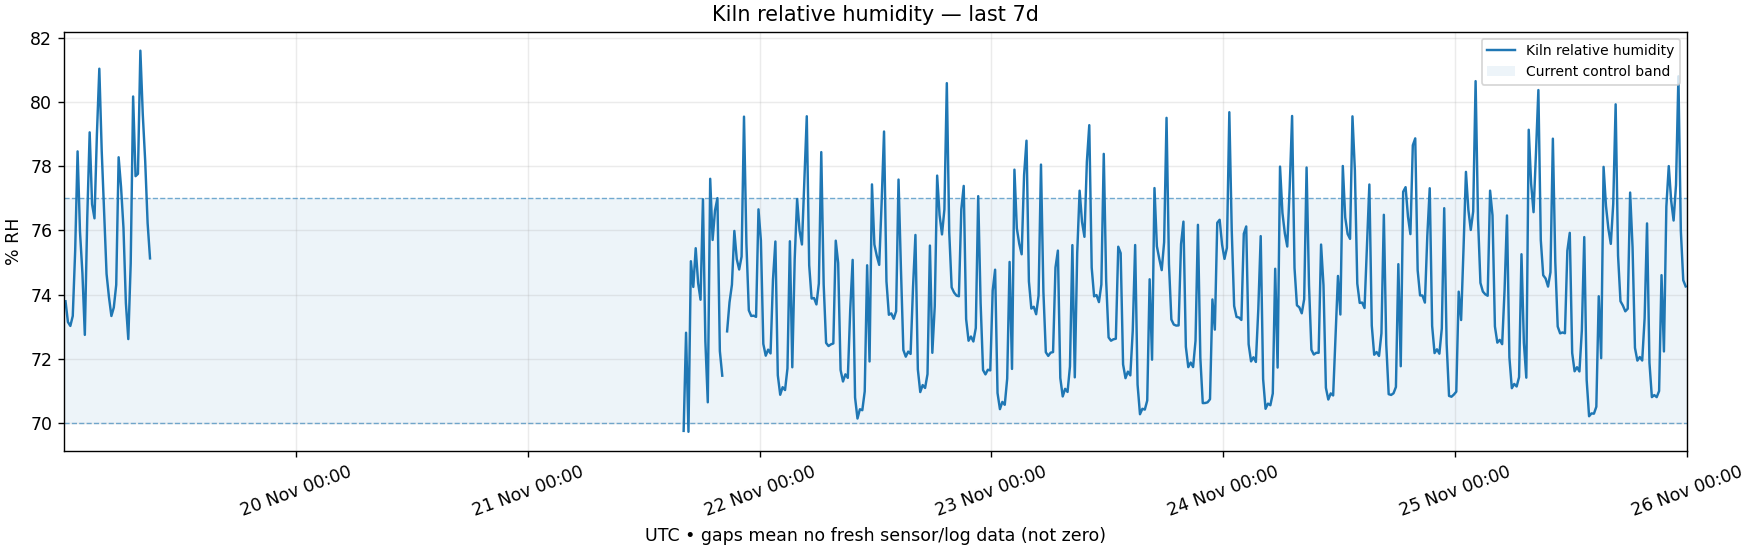 Kiln relative humidity — last 7d
Kiln relative humidity
Current control band
% RH
82
80
78
76
74
72
70
20 Nov 00:00
21 Nov 00:00
22 Nov 00:00
23 Nov 00:00
24 Nov 00:00
25 Nov 00:00
26 Nov 00:00
UTC • gaps mean no fresh sensor/log data (not zero)